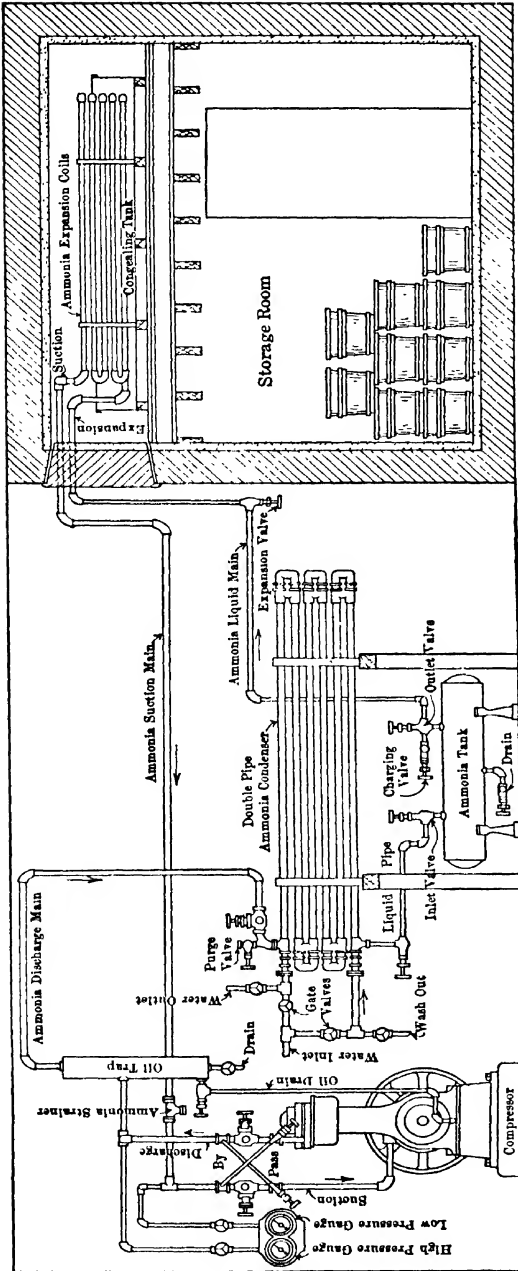 Suction
Ammonia Expansion Coils
Congealing Tank
Expansion
Storage Room
Ammonia Suction Main
Ammonia Liquid Main
Expansion Valve
Ammonia Discharge Main
Double Pipe
Ammonia Condenser
Purge
Valve
Water Outlet
Gate
Valves
Water Inlet
Wash Out
Liquid Pipe
Inlet Valve
Charging
Valve
Outlet Valve
Ammonia Tank
Drain
Oil Trap
Drain
Ammonia Strainer
Oil Drain
Discharge
By
Pass
Suction
Low Pressure Gauge
High Pressure Gauge
Compressor